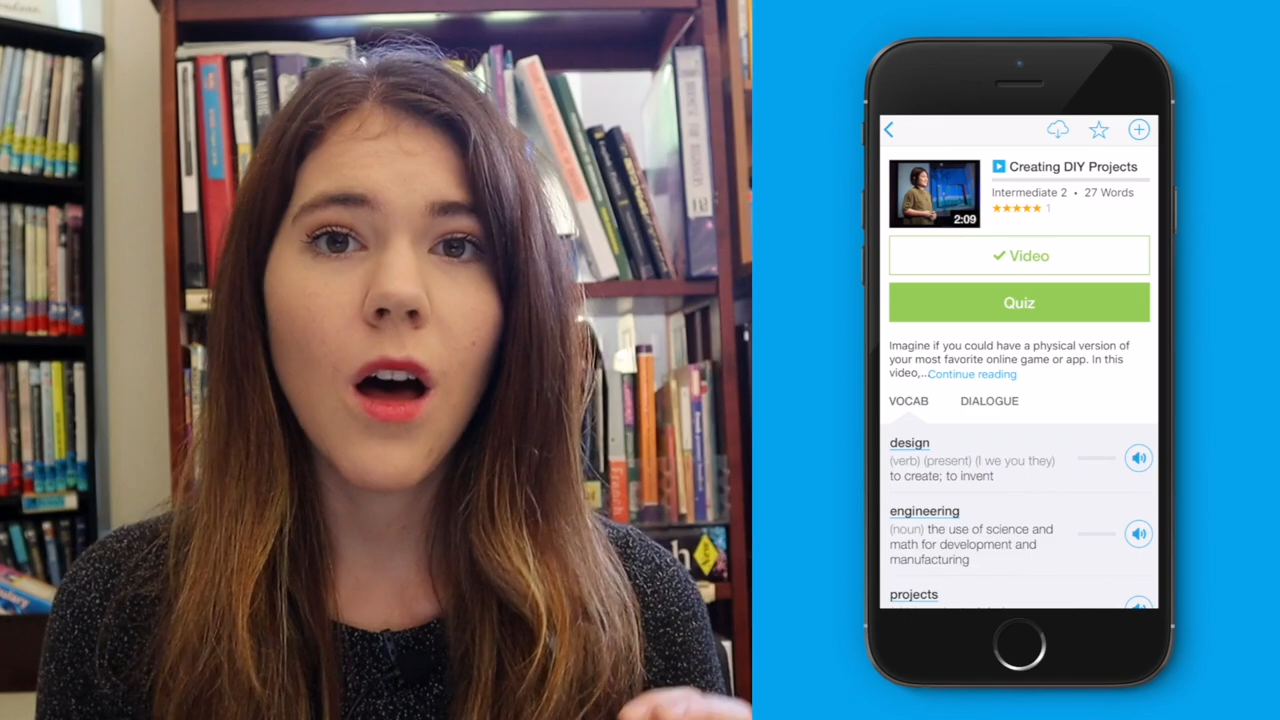 Creating DIY Projects
Intermediate 2 • 27 Words
1
2:09
Video
Quiz
Imagine if you could have a physical version of
your most favorite online game or app. In this
video,...Continue reading
VOCAB DIALOGUE
design
(verb) (present) (I we you they)
to create; to invent
engineering
(noun) the use of science and
math for development and
manufacturing
projects